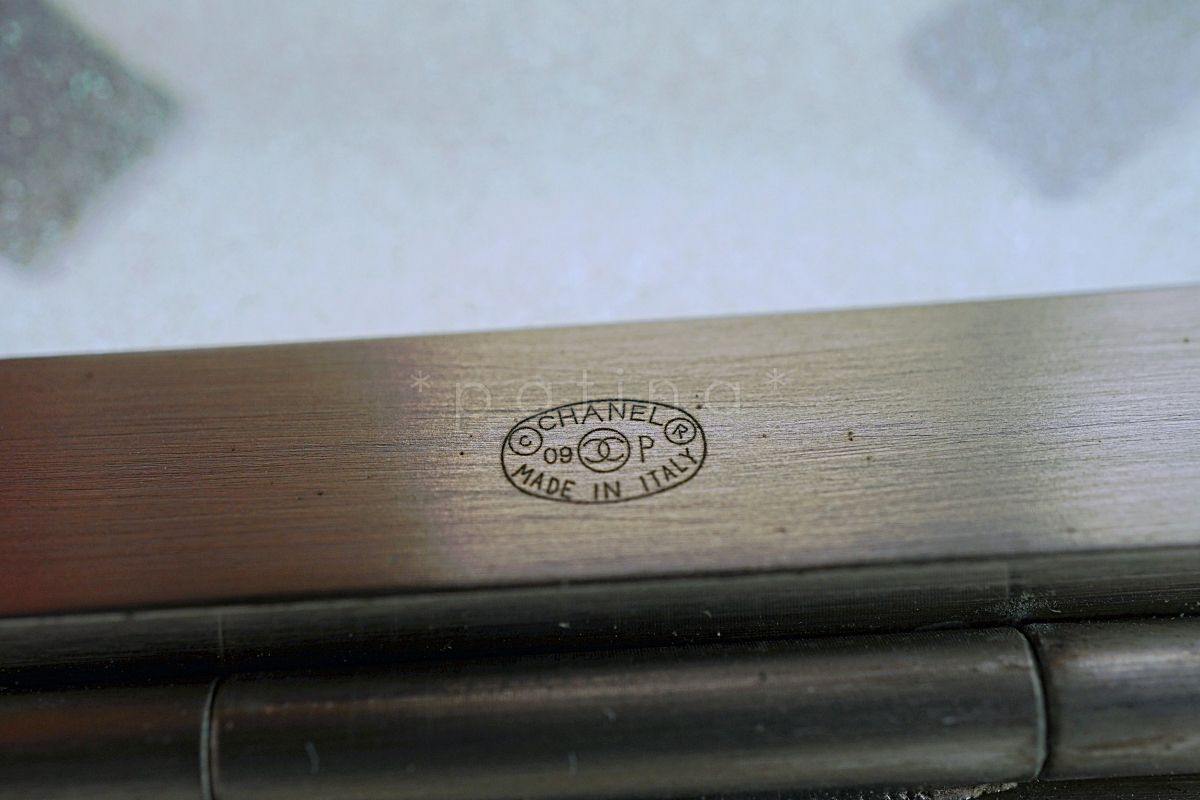 * patina *
© CHANEL ®
09 P
MADE IN ITALY